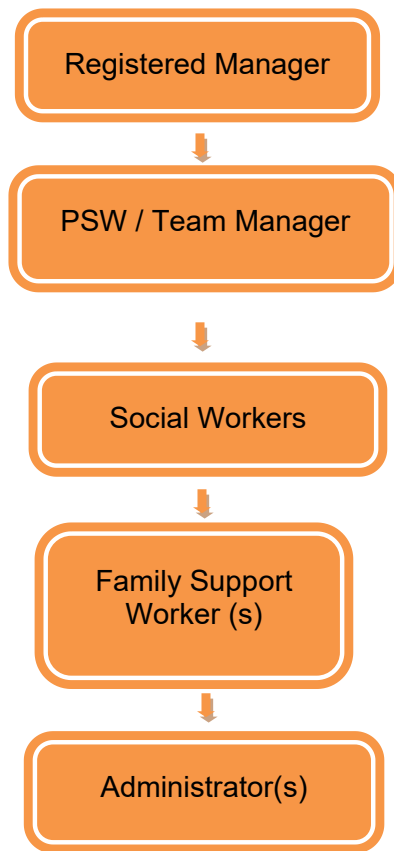 Registered Manager
PSW / Team Manager
Social Workers
Family Support
Worker (s)
Administrator(s)